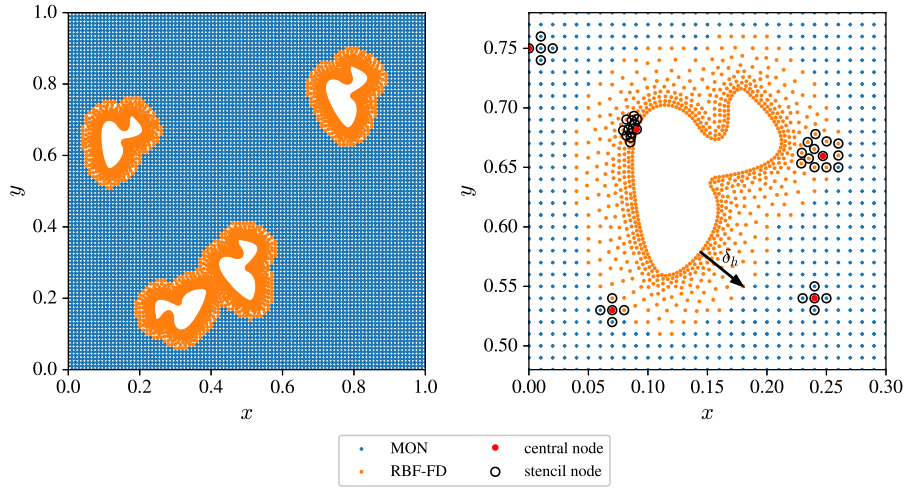 1.0
0.8
0.6
0.4
0.2
0.0
y
0.0 0.2 0.4 0.6 0.8 1.0
x
0.75
0.70
0.65
0.60
0.55
0.50
y
δh
0.00 0.05 0.10 0.15 0.20 0.25 0.30
x
MON central node
RBF-FD stencil node